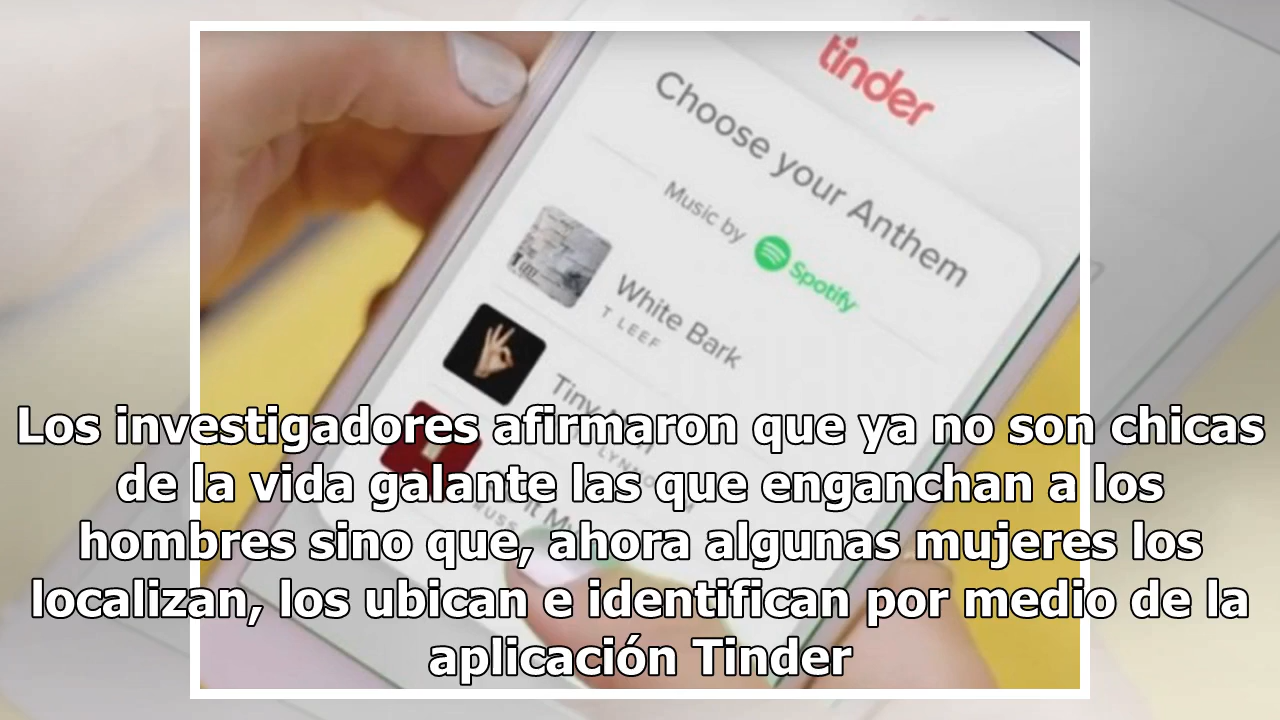 tinder
Choose your Anthem
Music by Spotify
White Bark
T LEEF
Tiny
LYNNO
Los investigadores afirmaron que ya no son chicas
de la vida galante las que enganchan a los
hombres sino que, ahora algunas mujeres los
localizan, los ubican e identifican por medio de la
aplicación Tinder